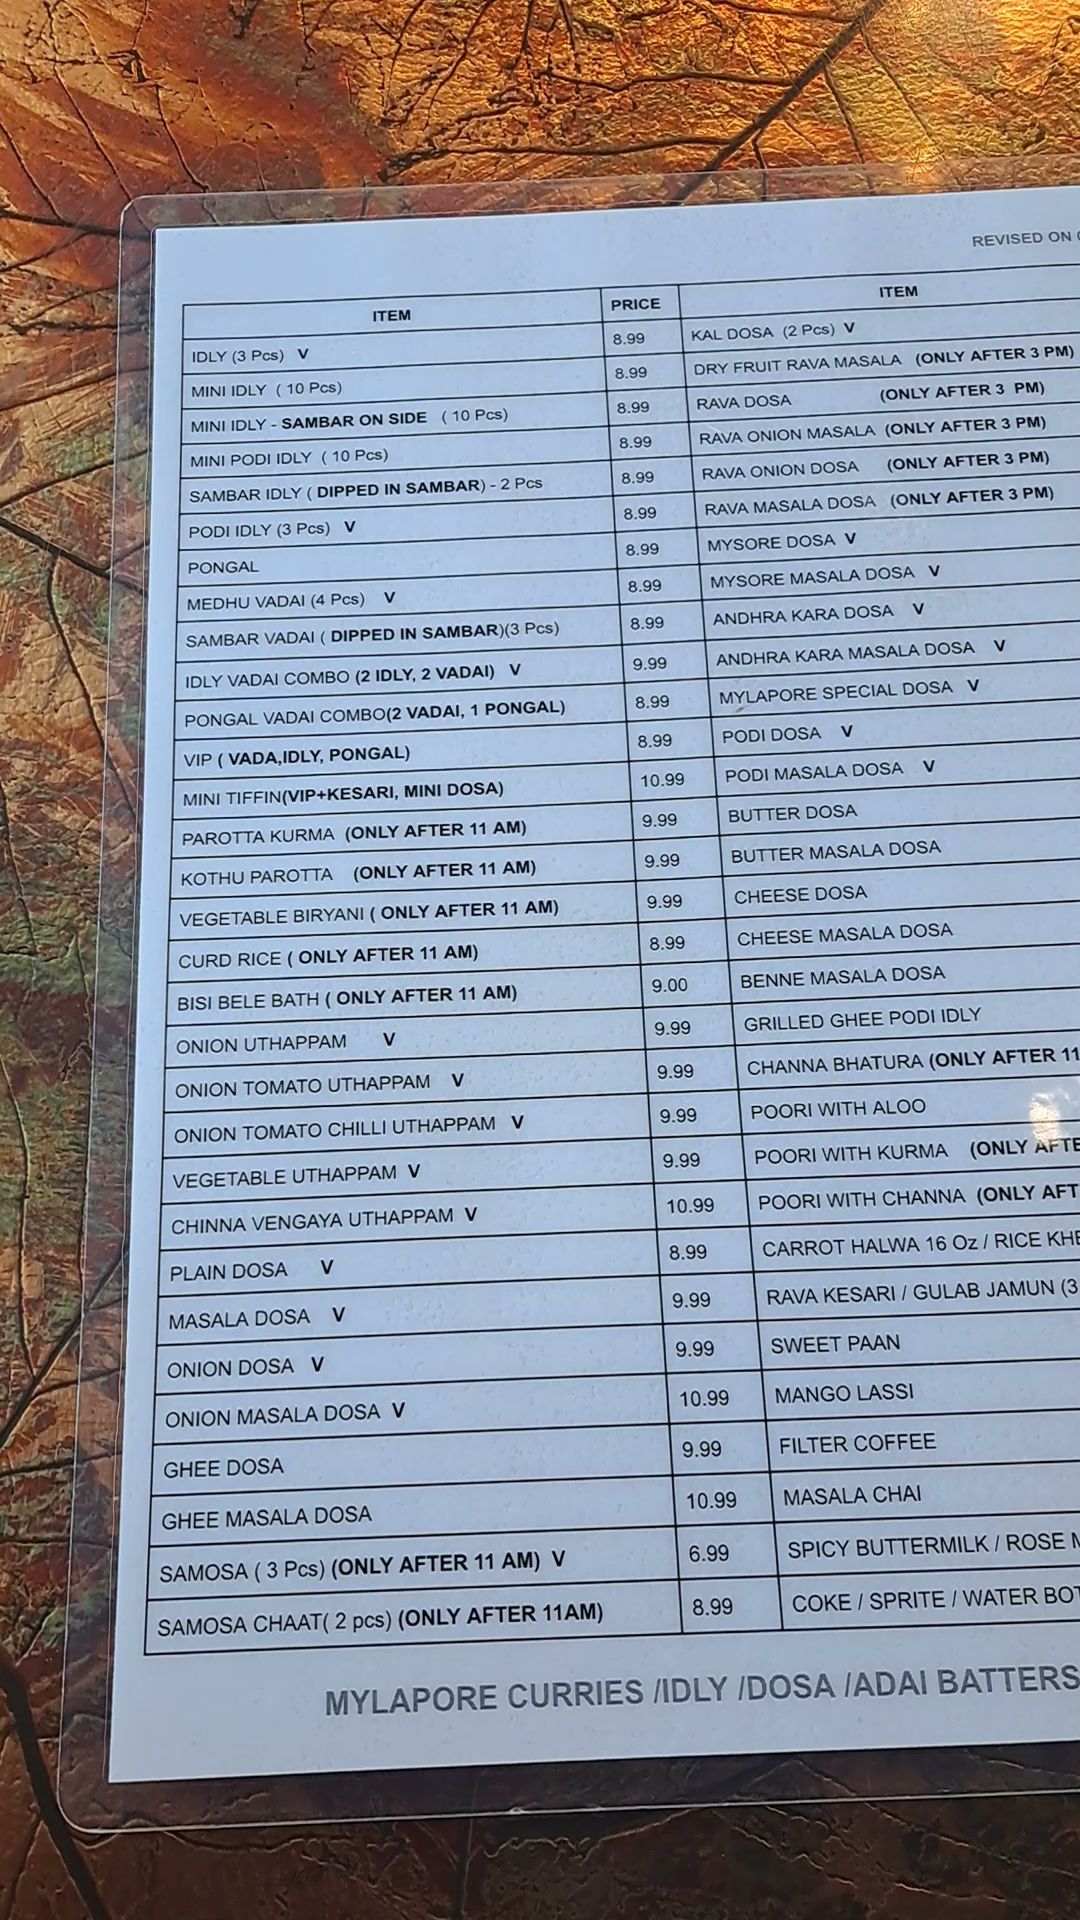 REVISED ON
ITEM PRICE ITEM
IDLY (3 Pcs) V 8.99 KAL DOSA (2 Pcs) V
MINI IDLY ( 10 Pcs) 8.99 DRY FRUIT RAVA MASALA (ONLY AFTER 3 PM)
MINI IDLY - SAMBAR ON SIDE ( 10 Pcs) 8.99 RAVA DOSA (ONLY AFTER 3 PM)
MINI PODI IDLY ( 10 Pcs) 8.99 RAVA ONION MASALA (ONLY AFTER 3 PM)
SAMBAR IDLY ( DIPPED IN SAMBAR) - 2 Pcs 8.99 RAVA ONION DOSA (ONLY AFTER 3 PM)
PODI IDLY (3 Pcs) V 8.99 RAVA MASALA DOSA (ONLY AFTER 3 PM)
PONGAL 8.99 MYSORE DOSA V
MEDHU VADAI (4 Pcs) V 8.99 MYSORE MASALA DOSA V
SAMBAR VADAI ( DIPPED IN SAMBAR)(3 Pcs) 8.99 ANDHRA KARA DOSA V
IDLY VADAI COMBO (2 IDLY, 2 VADAI) V 9.99 ANDHRA KARA MASALA DOSA V
PONGAL VADAI COMBO(2 VADAI, 1 PONGAL) 8.99 MYLAPORE SPECIAL DOSA V
VIP ( VADA,IDLY, PONGAL) 8.99 PODI DOSA V
MINI TIFFIN(VIP+KESARI, MINI DOSA) 10.99 PODI MASALA DOSA V
PAROTTA KURMA (ONLY AFTER 11 AM) 9.99 BUTTER DOSA
KOTHU PAROTTA (ONLY AFTER 11 AM) 9.99 BUTTER MASALA DOSA
VEGETABLE BIRYANI ( ONLY AFTER 11 AM) 9.99 CHEESE DOSA
CURD RICE ( ONLY AFTER 11 AM) 8.99 CHEESE MASALA DOSA
BISI BELE BATH ( ONLY AFTER 11 AM) 9.00 BENNE MASALA DOSA
ONION UTHAPPAM V 9.99 GRILLED GHEE PODI IDLY
ONION TOMATO UTHAPPAM V 9.99 CHANNA BHATURA (ONLY AFTER 11
ONION TOMATO CHILLI UTHAPPAM V 9.99 POORI WITH ALOO
VEGETABLE UTHAPPAM V 9.99 POORI WITH KURMA (ONLY AFTE
CHINNA VENGAYA UTHAPPAM V 10.99 POORI WITH CHANNA (ONLY AFT
PLAIN DOSA V 8.99 CARROT HALWA 16 Oz / RICE KHE
MASALA DOSA V 9.99 RAVA KESARI / GULAB JAMUN (3
ONION DOSA V 9.99 SWEET PAAN
ONION MASALA DOSA V 10.99 MANGO LASSI
GHEE DOSA 9.99 FILTER COFFEE
GHEE MASALA DOSA 10.99 MASALA CHAI
SAMOSA ( 3 Pcs) (ONLY AFTER 11 AM) V 6.99 SPICY BUTTERMILK / ROSE M
SAMOSA CHAAT( 2 pcs) (ONLY AFTER 11AM) 8.99 COKE / SPRITE / WATER BOT
MYLAPORE CURRIES /IDLY /DOSA /ADAI BATTERS